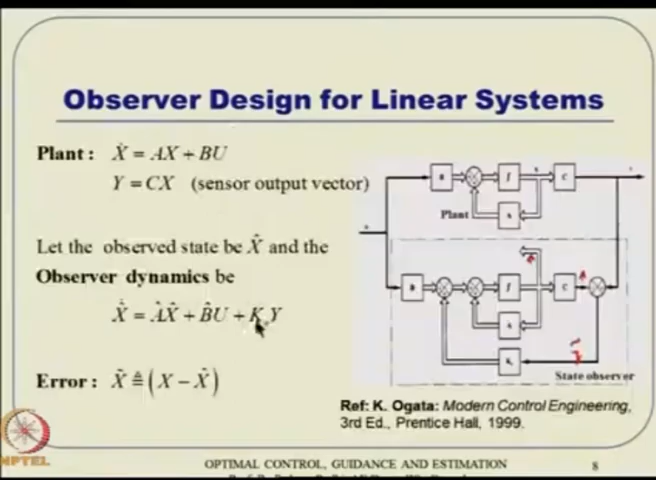 Observer Design for Linear Systems
Plant : Ẋ = AX + BU
Y = CX (sensor output vector)
Let the observed state be X̂ and the
Observer dynamics be
X̂̇ = ÂX̂ + B̂U + KₑY
Error : X̃ ≜ (X − X̂)
B
∫
C
A
Plant
B
∫
C
A
Kₑ
State observer
Ref: K. Ogata: Modern Control Engineering,
3rd Ed., Prentice Hall, 1999.
NPTEL
OPTIMAL CONTROL, GUIDANCE AND ESTIMATION
8